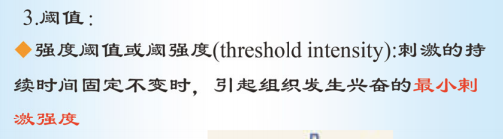 3.阈值:
◆强度阈值或阈强度(threshold intensity):刺激的持
续时间固定不变时，引起组织发生兴奋的最小刺
激强度